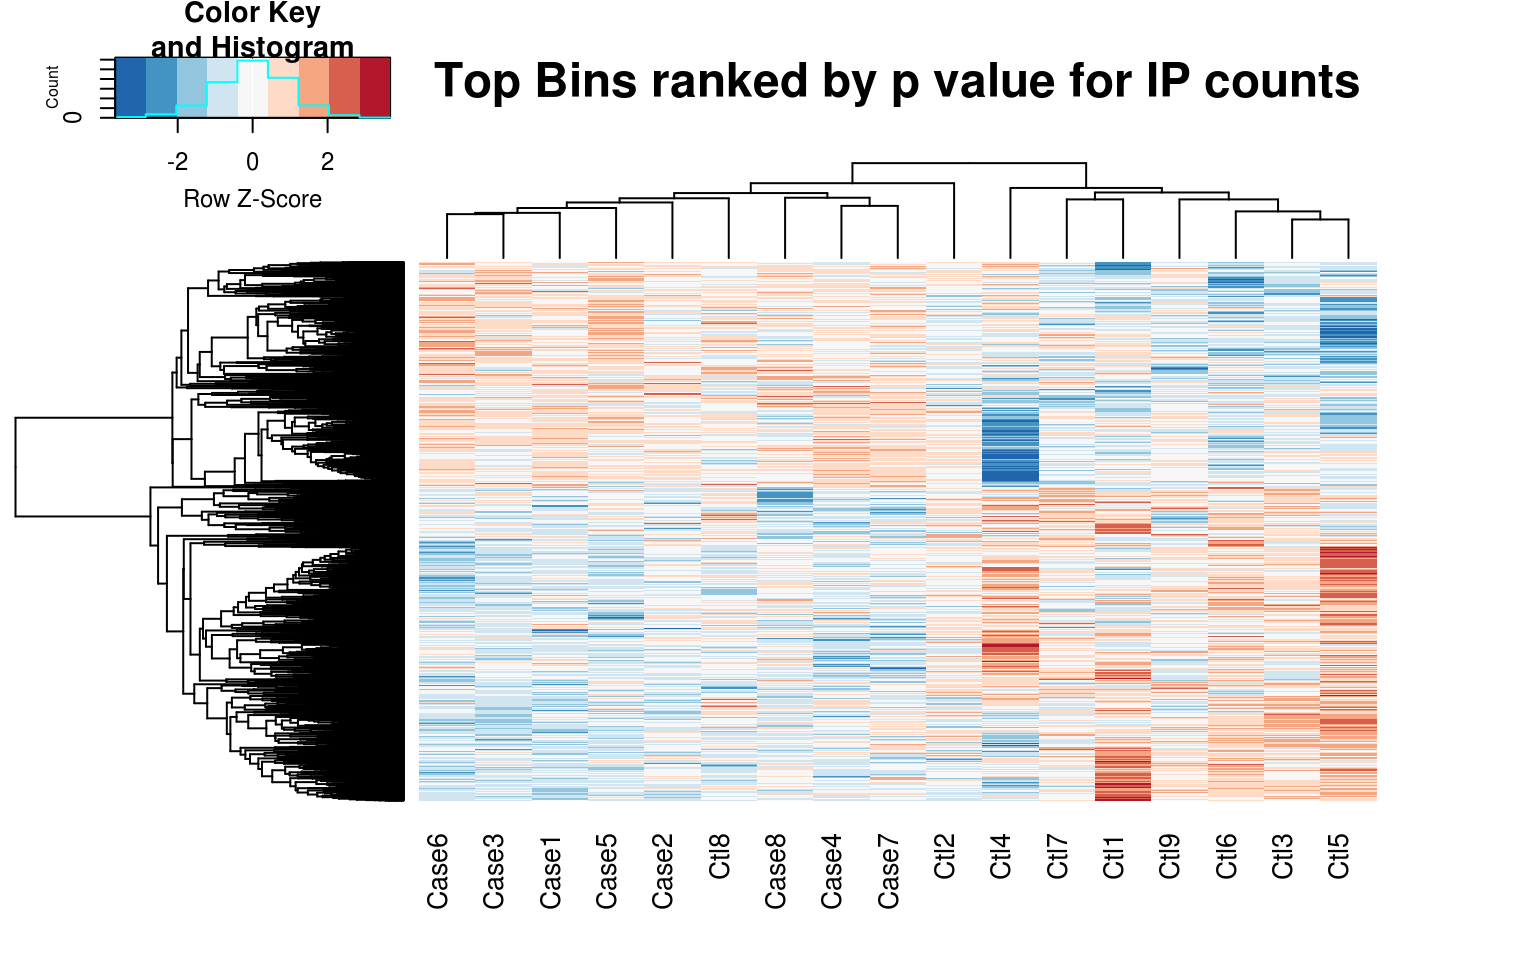 Color Key
and Histogram
Count
0
-2 0 2
Row Z-Score
Top Bins ranked by p value for IP counts
Case6 Case3 Case1 Case5 Case2 Ctl8 Case8 Case4 Case7 Ctl2 Ctl4 Ctl7 Ctl1 Ctl9 Ctl6 Ctl3 Ctl5